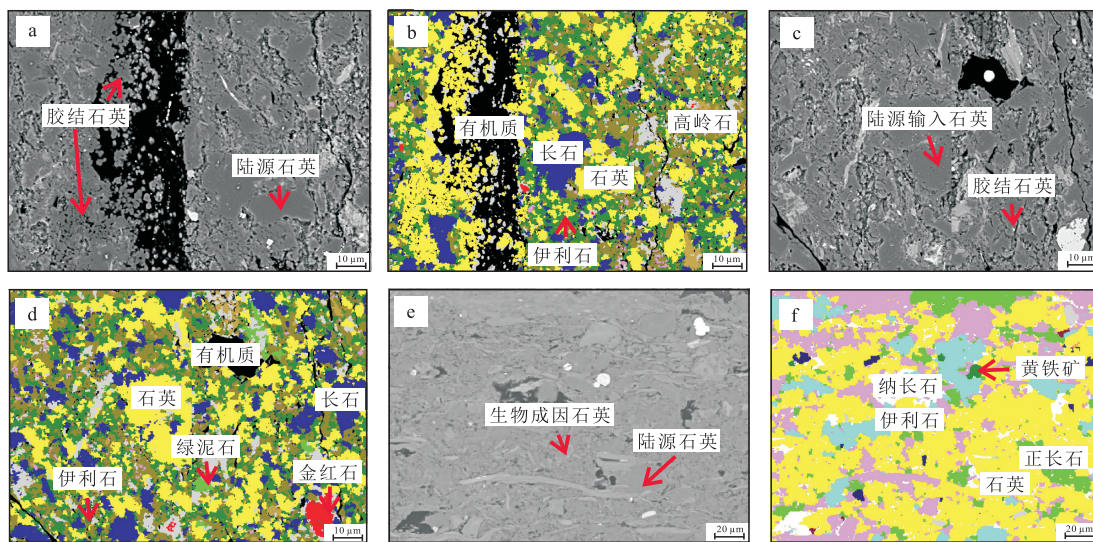 a
胶结石英
陆源石英
10 μm
b
有机质
高岭石
长石
石英
伊利石
10 μm
c
陆源输入石英
胶结石英
10 μm
d
有机质
石英
长石
绿泥石
伊利石
金红石
10 μm
e
生物成因石英
陆源石英
20 μm
f
黄铁矿
纳长石
伊利石
正长石
石英
20 μm